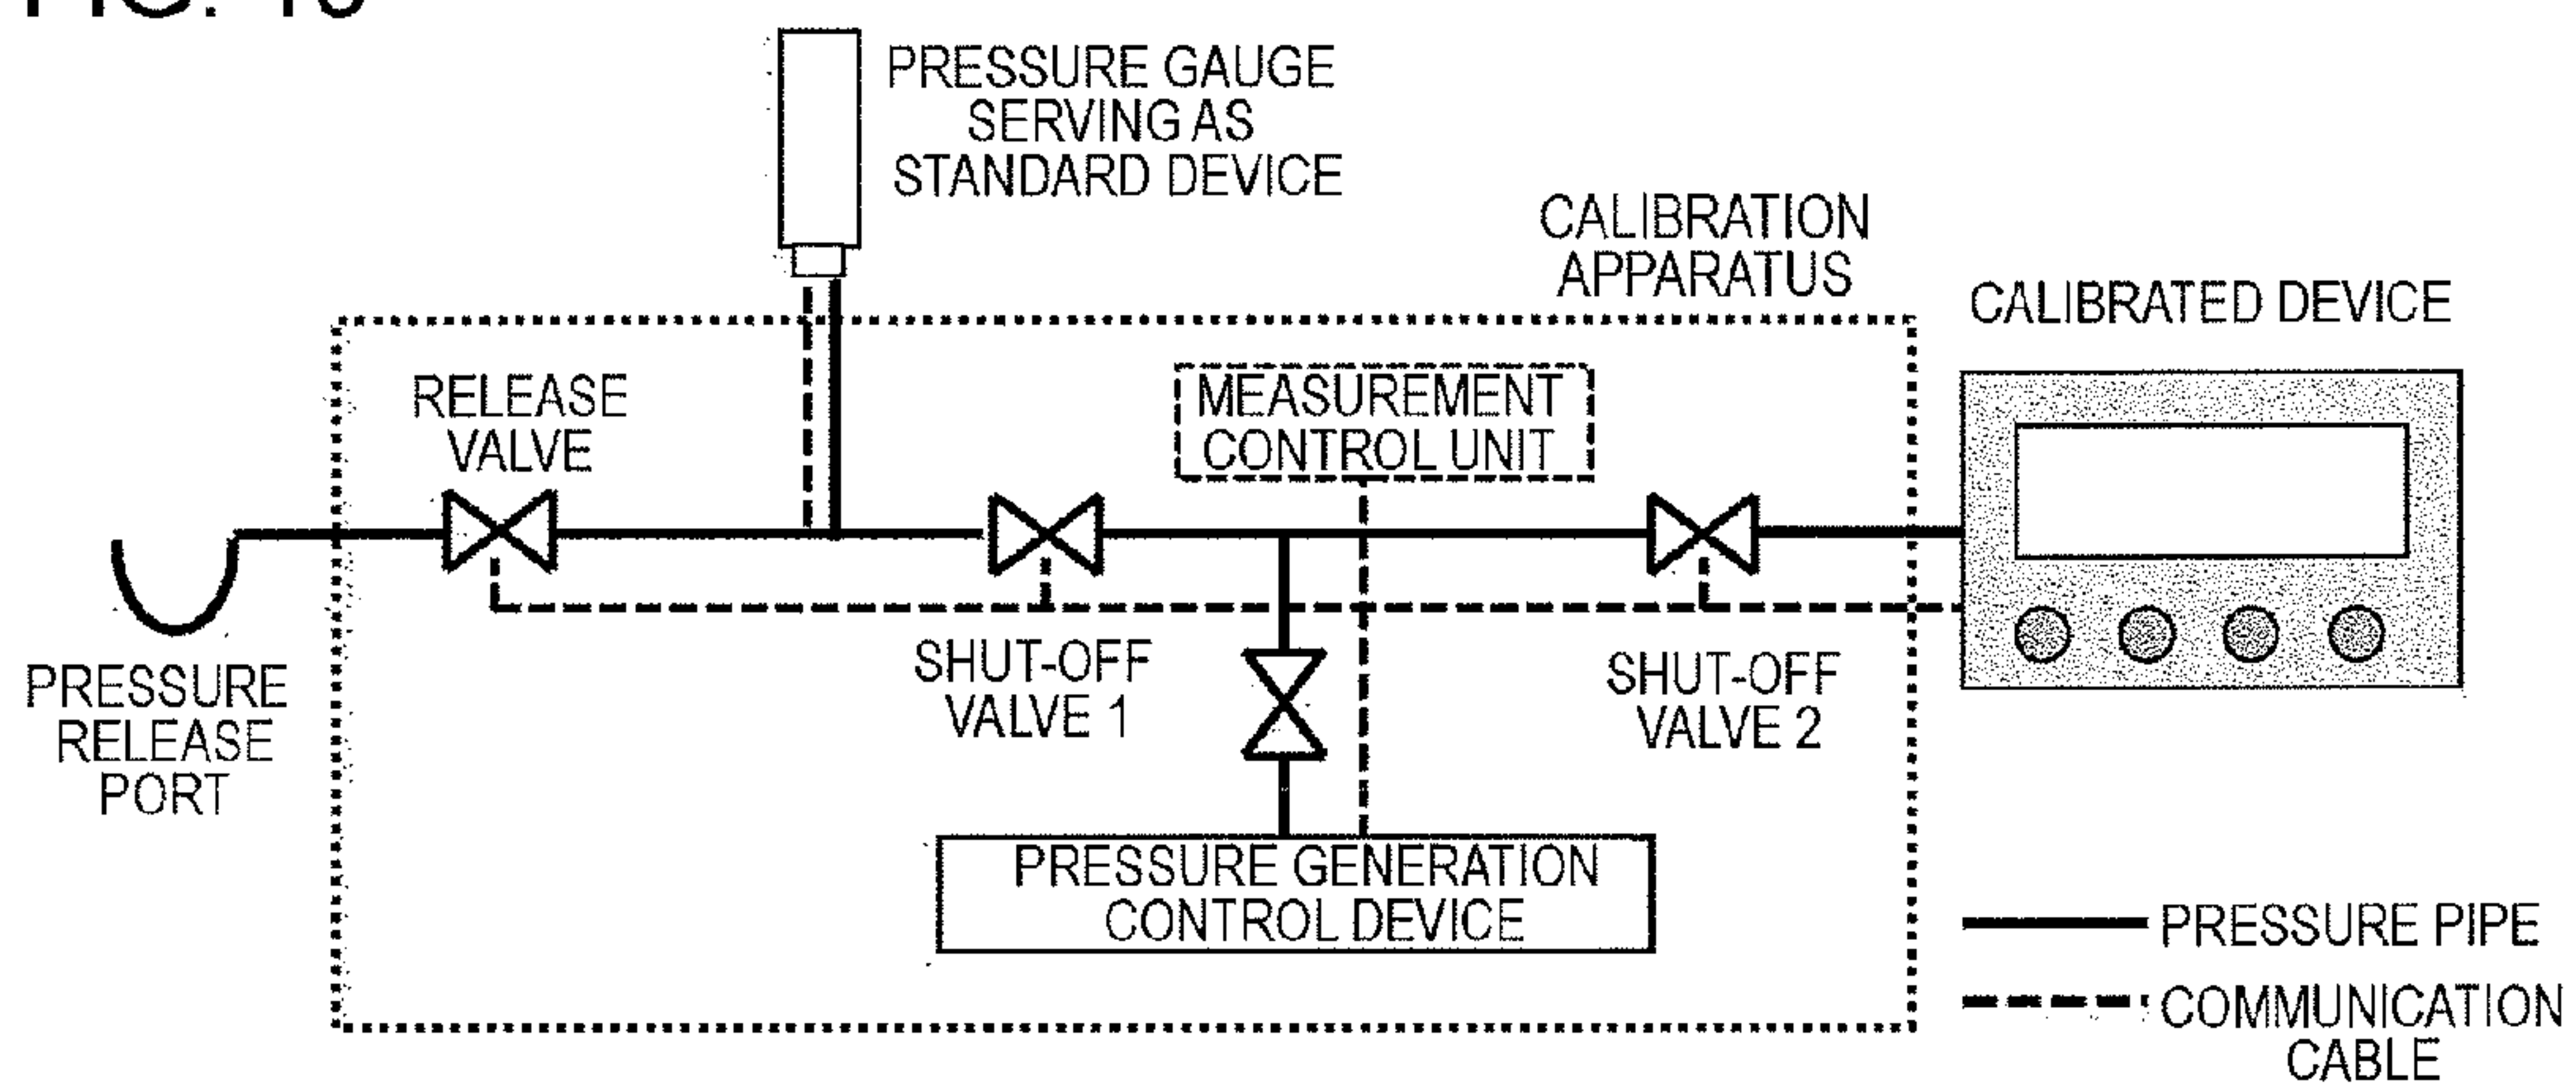 PRESSURE GAUGE
SERVING AS
STANDARD DEVICE
CALIBRATION
APPARATUS
CALIBRATED DEVICE
RELEASE
VALVE
MEASUREMENT
CONTROL UNIT
PRESSURE
RELEASE
PORT
SHUT-OFF
VALVE 1
SHUT-OFF
VALVE 2
PRESSURE GENERATION
CONTROL DEVICE
PRESSURE PIPE
COMMUNICATION
CABLE